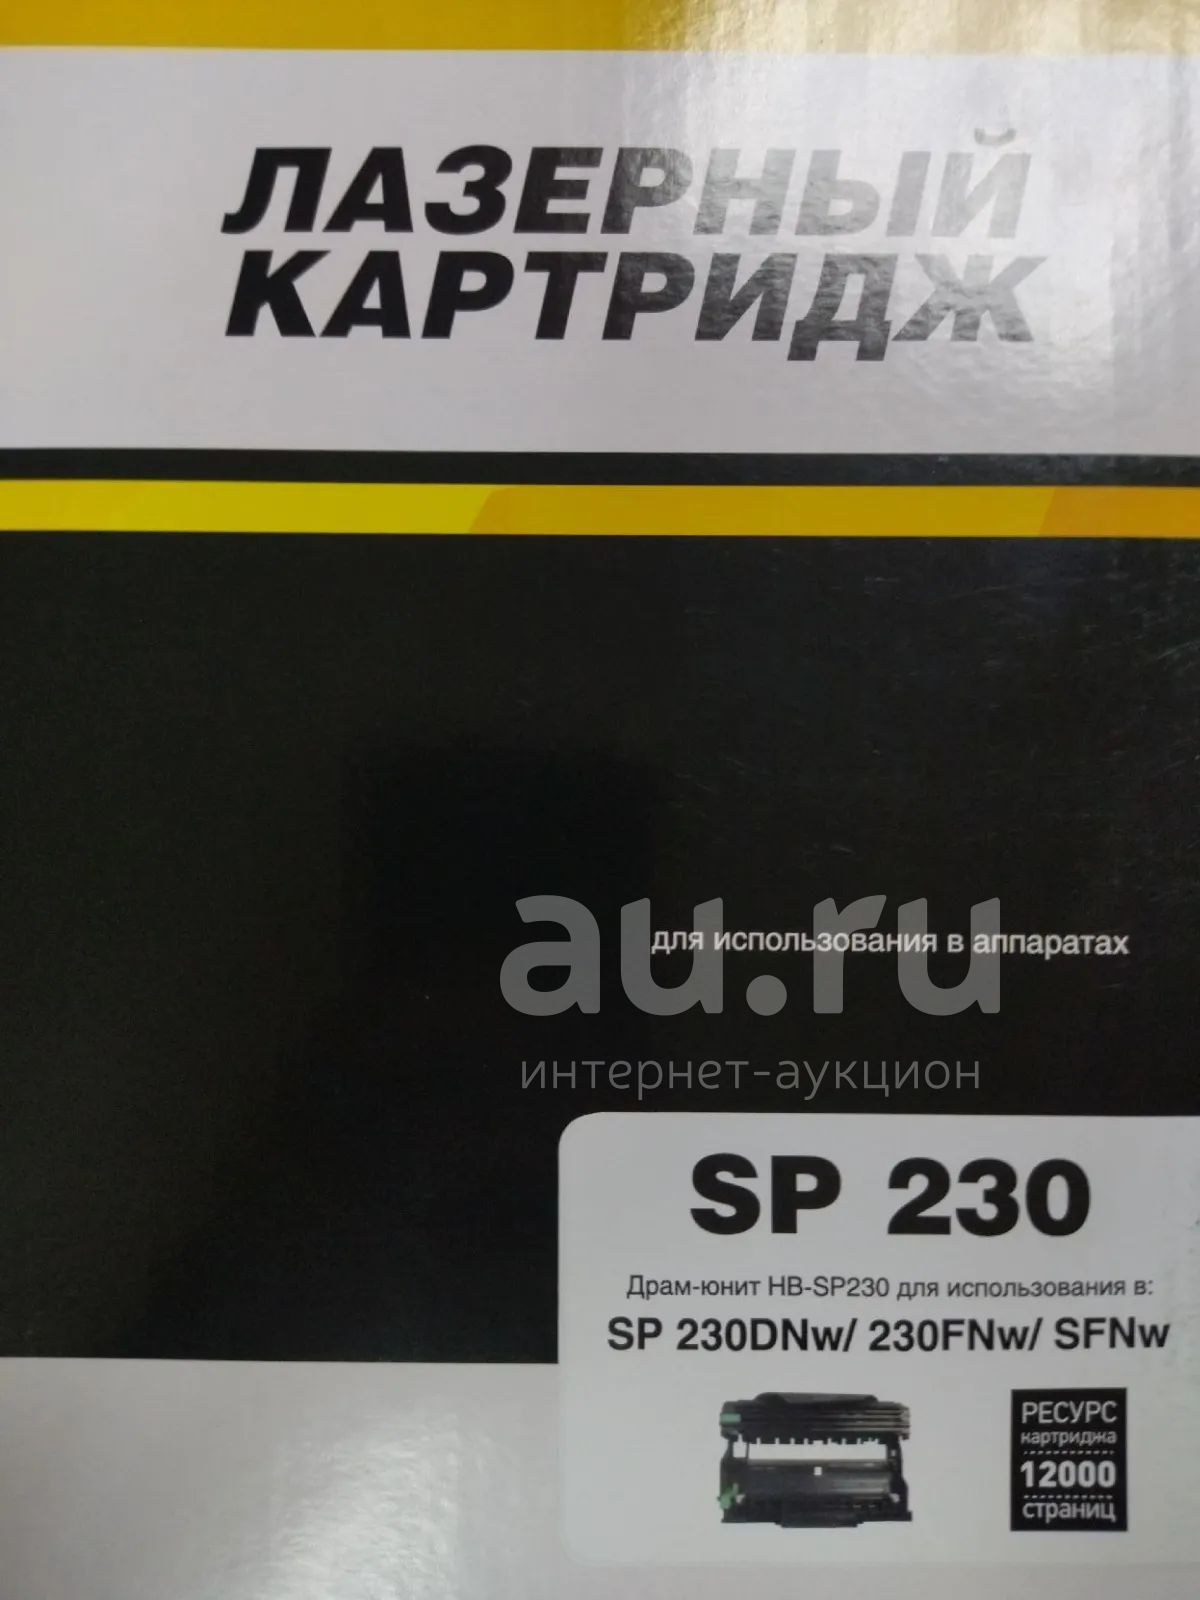 ЛАЗЕРНЫЙ
КАРТРИДЖ
для использования в аппаратах
au.ru
интернет-аукцион
SP 230
Драм-юнит HB-SP230 для использования в:
SP 230DNw/ 230FNw/ SFNw
РЕСУРС
картриджа
12000
страниц